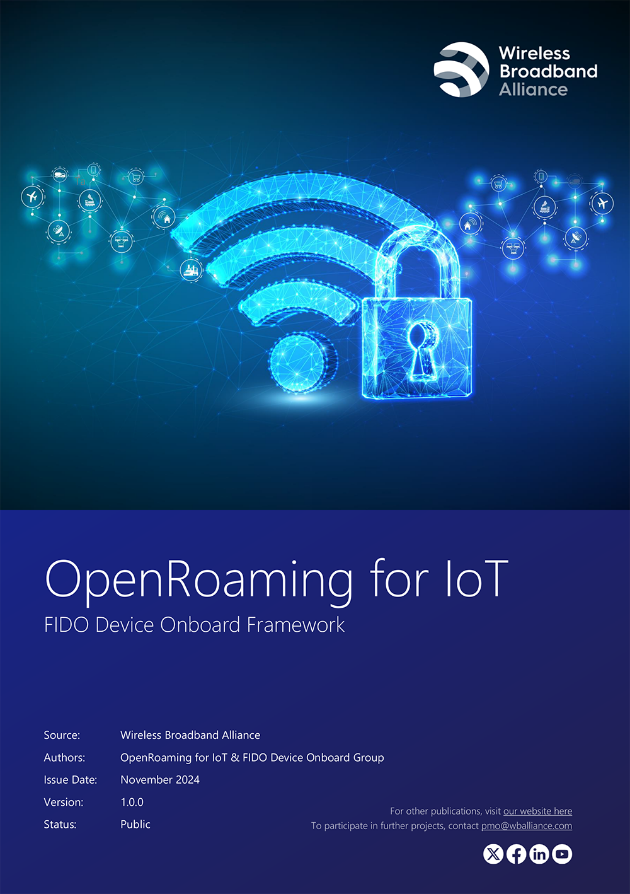 Wireless
Broadband
Alliance
OpenRoaming for IoT
FIDO Device Onboard Framework
Source: Wireless Broadband Alliance
Authors: OpenRoaming for IoT & FIDO Device Onboard Group
Issue Date: November 2024
Version: 1.0.0
Status: Public
For other publications, visit our website here
To participate in further projects, contact pmo@wballiance.com